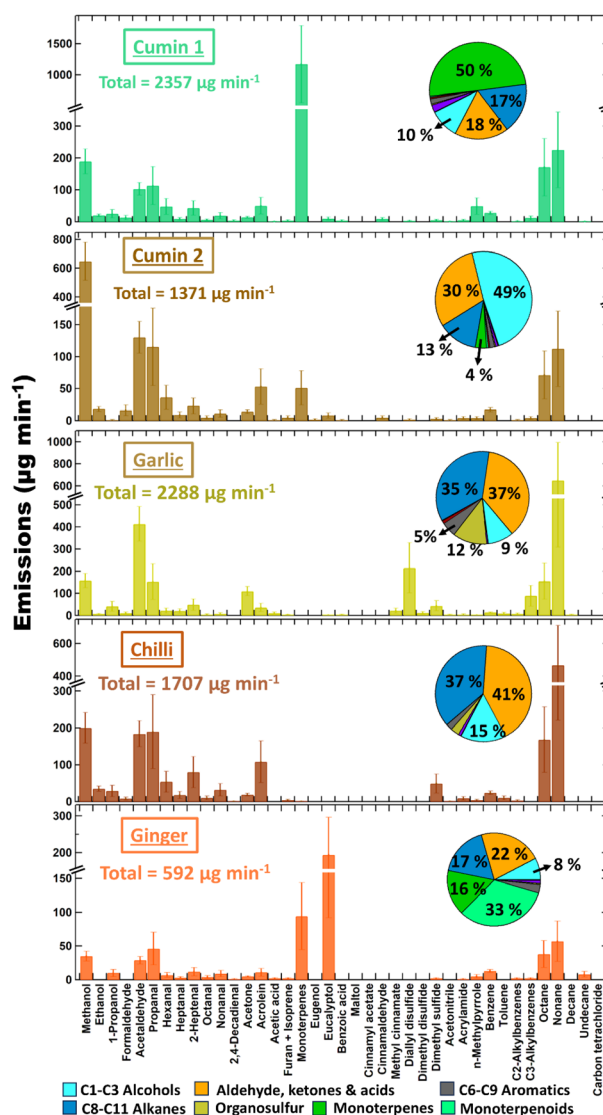 Emissions (µg min⁻¹)
1500
1000
300
200
100
0
Cumin 1
Total = 2357 µg min⁻¹
50 %
17%
18 %
10 %
800
600
400
150
100
50
0
Cumin 2
Total = 1371 µg min⁻¹
49%
30 %
13 %
4 %
1000
800
600
500
400
300
200
100
0
Garlic
Total = 2288 µg min⁻¹
35 %
37%
5%
12 %
9 %
600
400
300
200
100
0
Chilli
Total = 1707 µg min⁻¹
37 %
41%
15 %
300
200
150
100
50
0
Ginger
Total = 592 µg min⁻¹
22 %
17 %
8 %
16 %
33 %
Methanol
Ethanol
1-Propanol
Formaldehyde
Acetaldehyde
Propanal
Hexanal
Heptanal
2-Heptenal
Octanal
Nonanal
2,4-Decadienal
Acetone
Acrolein
Acetic acid
Furan + Isoprene
Monoterpenes
Eugenol
Eucalyptol
Benzoic acid
Maltol
Cinnamyl acetate
Cinnamaldehyde
Methyl cinnamate
Diallyl disulfide
Dimethyl disulfide
Dimethyl sulfide
Acetonitrile
Acrylamide
n-Methylpyrrole
Benzene
Toluene
C2-Alkylbenzenes
C3-Alkylbenzenes
Octane
Nonane
Decane
Undecane
Carbon tetrachloride
C1-C3 Alcohols
Aldehyde, ketones & acids
C6-C9 Aromatics
C8-C11 Alkanes
Organosulfur
Monoterpenes
Monoterpenoids